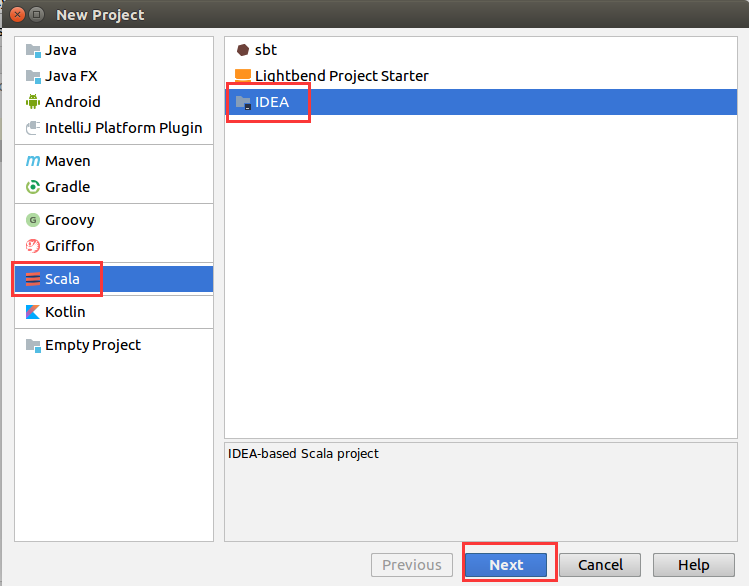 New Project
Java
Java FX
Android
IntelliJ Platform Plugin
Maven
Gradle
Groovy
Griffon
Scala
Kotlin
Empty Project
sbt
Lightbend Project Starter
IDEA
IDEA-based Scala project
Previous
Next
Cancel
Help